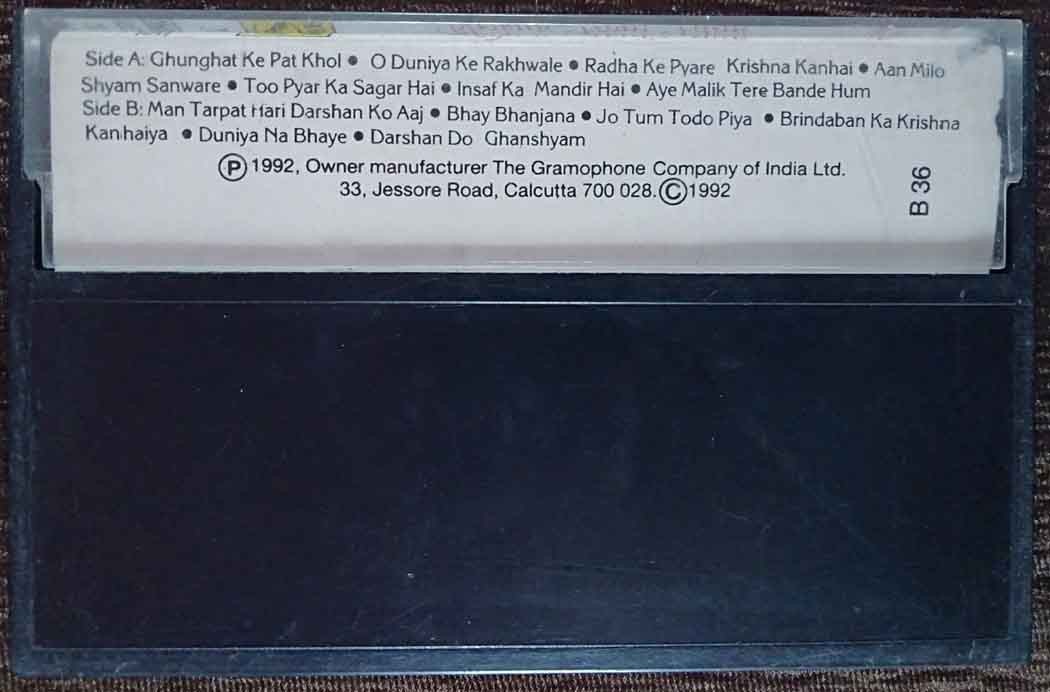 Side A: Ghunghat Ke Pat Khol • O Duniya Ke Rakhwale • Radha Ke Pyare Krishna Kanhai • Aan Milo
Shyam Sanware • Too Pyar Ka Sagar Hai • Insaf Ka Mandir Hai • Aye Malik Tere Bande Hum
Side B: Man Tarpat Hari Darshan Ko Aaj • Bhay Bhanjana • Jo Tum Todo Piya • Brindaban Ka Krishna
Kanhaiya • Duniya Na Bhaye • Darshan Do Ghanshyam
Ⓟ 1992, Owner manufacturer The Gramophone Company of India Ltd.
33, Jessore Road, Calcutta 700 028. © 1992
B 36